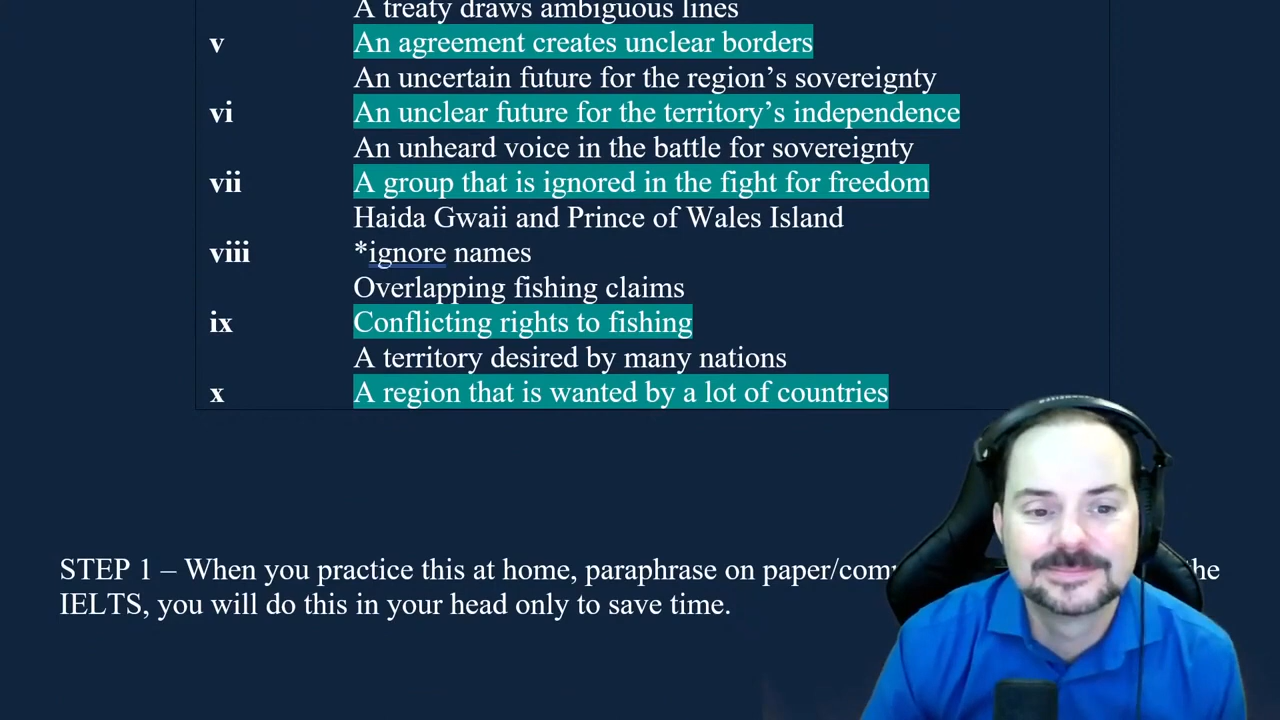 A treaty draws ambiguous lines
v An agreement creates unclear borders
An uncertain future for the region’s sovereignty
vi An unclear future for the territory’s independence
An unheard voice in the battle for sovereignty
vii A group that is ignored in the fight for freedom
Haida Gwaii and Prince of Wales Island
viii *ignore names
Overlapping fishing claims
ix Conflicting rights to fishing
A territory desired by many nations
x A region that is wanted by a lot of countries
STEP 1 – When you practice this at home, paraphrase on
IELTS, you will do this in your head only to save time.